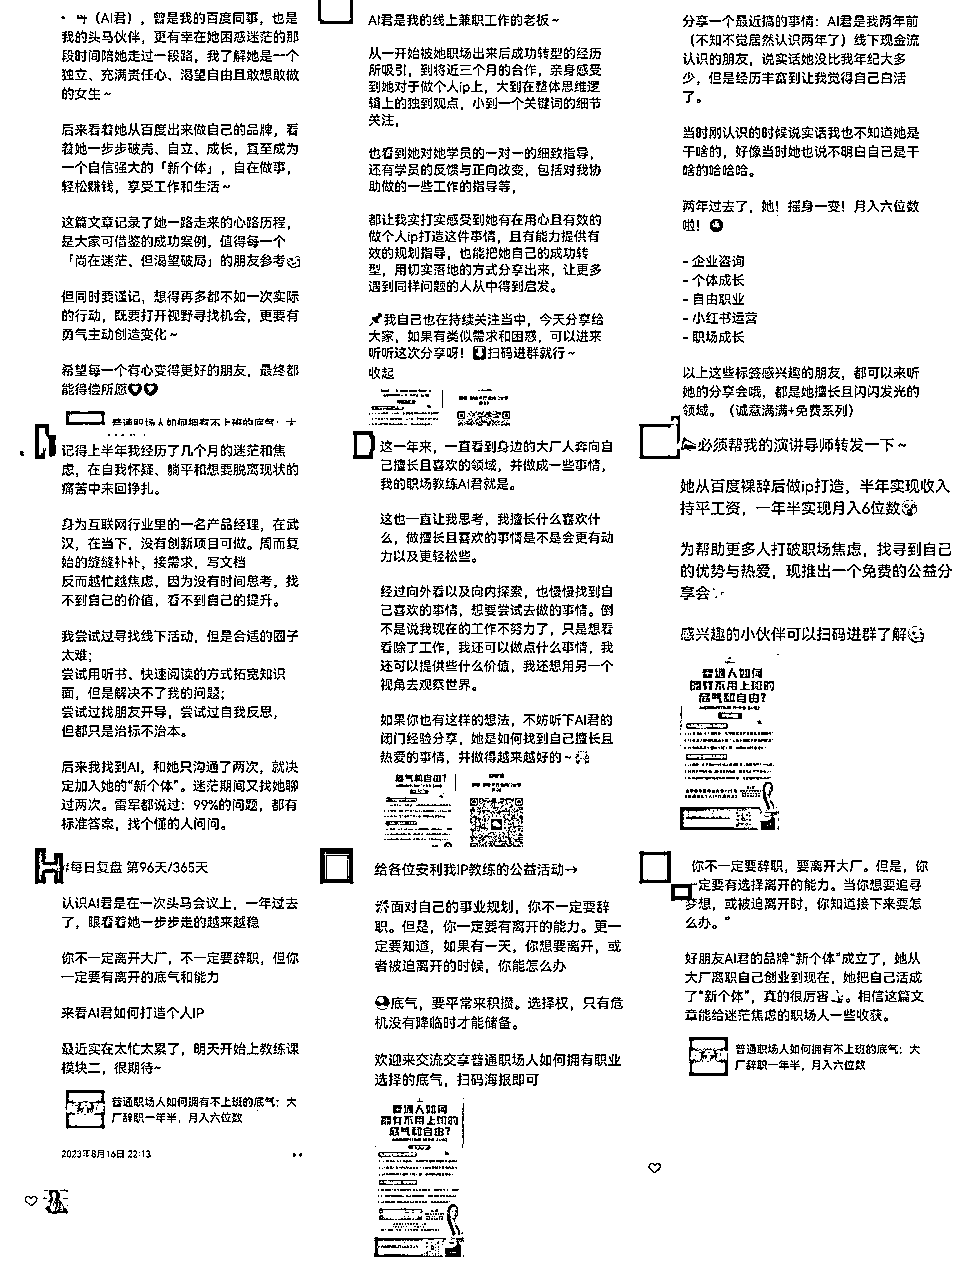 （AI君），曾是我的百度同事，也是
我的头马伙伴，更有幸在她困惑迷茫的那
段时间陪她走过一段路，我了解她是一个
独立、充满责任心、渴望自由且敢想敢做
的女生~
后来看着她从百度出来做自己的品牌，看
着她一步步破壳、自立、成长，直至成为
一个自信强大的「新个体」，自在做事，
轻松赚钱，享受工作和生活~
这篇文章记录了她一路走来的心路历程，
是大家可借鉴的成功案例，值得每一个
「尚在迷茫、但渴望破局」的朋友参考
但同时要谨记，想得再多都不如一次实际
的行动，既要打开视野寻找机会，更要有
勇气主动创造变化~
希望每一个有心变得更好的朋友，最终都
能得偿所愿
普通职场人如何拥有不上班的底气：大
AI君是我的线上兼职工作的老板~
从一开始被她职场出来后成功转型的经历
所吸引，到将近三个月的合作，亲身感受
到她对于做个人ip上，大到在整体思维逻
辑上的独到观点，小到一个关键词的细节
关注，
也看到她对她学员的一对一的细致指导，
还有学员的反馈与正向改变，包括对我协
助做的一些工作的指导等，
都让我实打实感受到她有在用心且有效的
做个人ip打造这件事情，且有能力提供有
效的规划指导，也能把她自己的成功转
型，用切实落地的方式分享出来，让更多
遇到同样问题的人从中得到启发。
我自己也在持续关注当中，今天分享给
大家，如果有类似需求和困惑，可以进来
听听这次分享呀！扫码进群就行~
收起
分享一个最近搞的事情：AI君是我两年前
（不知不觉居然认识两年了）线下现金流
认识的朋友，说实话她没比我年纪大多
少，但是经历丰富到让我觉得自己白活
了。
当时刚认识的时候说实话我也不知道她是
干啥的，好像当时她也说不明白自己是干
啥的哈哈哈。
两年过去了，她！摇身一变！月入六位数
啦！
- 企业咨询
- 个体成长
- 自由职业
- 小红书运营
- 职场成长
以上这些标签感兴趣的朋友，都可以来听
她的分享会哦，都是她擅长且闪闪发光的
领域。（诚意满满+免费系列）
记得上半年我经历了几个月的迷茫和焦
虑，在自我怀疑、躺平和想要脱离现状的
痛苦中来回挣扎。
身为互联网行业里的一名产品经理，在武
汉，在当下，没有创新项目可做。周而复
始的缝缝补补，接需求，写文档
反而越忙越焦虑，因为没有时间思考，找
不到自己的价值，看不到自己的提升。
我尝试过寻找线下活动，但是合适的圈子
太难；
尝试用听书、快速阅读的方式拓宽知识
面，但是解决不了我的问题；
尝试过找朋友开导，尝试过自我反思，
但都只是治标不治本。
后来我找到AI，和她只沟通了两次，就决
定加入她的“新个体”。迷茫期间又找她聊
过两次。雷军都说过：99%的问题，都有
标准答案，找个懂的人问问。
这一年来，一直看到身边的大厂人奔向自
己擅长且喜欢的领域，并做成一些事情，
我的职场教练AI君就是。
这也一直让我思考，我擅长什么喜欢什
么，做擅长且喜欢的事情是不是会更有动
力以及更轻松些。
经过向外看以及向内探索，也慢慢找到自
己喜欢的事情，想要尝试去做的事情。倒
不是说我现在的工作不努力了，只是想看
看除了工作，我还可以做点什么事情，我
还可以提供些什么价值，我还想用另一个
视角去观察世界。
如果你也有这样的想法，不妨听下AI君的
闭门经验分享，她是如何找到自己擅长且
热爱的事情，并做得越来越好的~
底气和自由？
必须帮我的演讲导师转发一下~
她从百度裸辞后做ip打造，半年实现收入
持平工资，一年半实现月入6位数
为帮助更多人打破职场焦虑，找寻到自己
的优势与热爱，现推出一个免费的公益分
享会
感兴趣的小伙伴可以扫码进群了解
普通人如何
拥有不用上班的
底气和自由？
#每日复盘 第96天/365天
认识AI君是在一次头马会议上，一年过去
了，眼看着她一步步走的越来越稳
你不一定离开大厂，不一定要辞职，但你
一定要有离开的底气和能力
来看AI君如何打造个人IP
最近实在太忙太累了，明天开始上教练课
模块二，很期待~
普通职场人如何拥有不上班的底气：大
厂辞职一年半，月入六位数
2023年8月16日 22:13
给各位安利我IP教练的公益活动→
面对自己的事业规划，你不一定要辞
职。但是，你一定要有离开的能力。更一
定要知道，如果有一天，你想要离开，或
者被迫离开的时候，你能怎么办
底气，要平常来积攒。选择权，只有危
机没有降临时才能储备。
欢迎来交流交享普通职场人如何拥有职业
选择的底气，扫码海报即可
普通人如何
拥有不用上班的
底气和自由？
你不一定要辞职，要离开大厂。但是，你
一定要有选择离开的能力。当你想要追寻
梦想，或被迫离开时，你知道接下来要怎
么办。”
好朋友AI君的品牌“新个体”成立了，她从
大厂离职自己创业到现在，她把自己活成
了“新个体”，真的很厉害。相信这篇文
章能给迷茫焦虑的职场人一些收获。
普通职场人如何拥有不上班的底气：大
厂辞职一年半，月入六位数